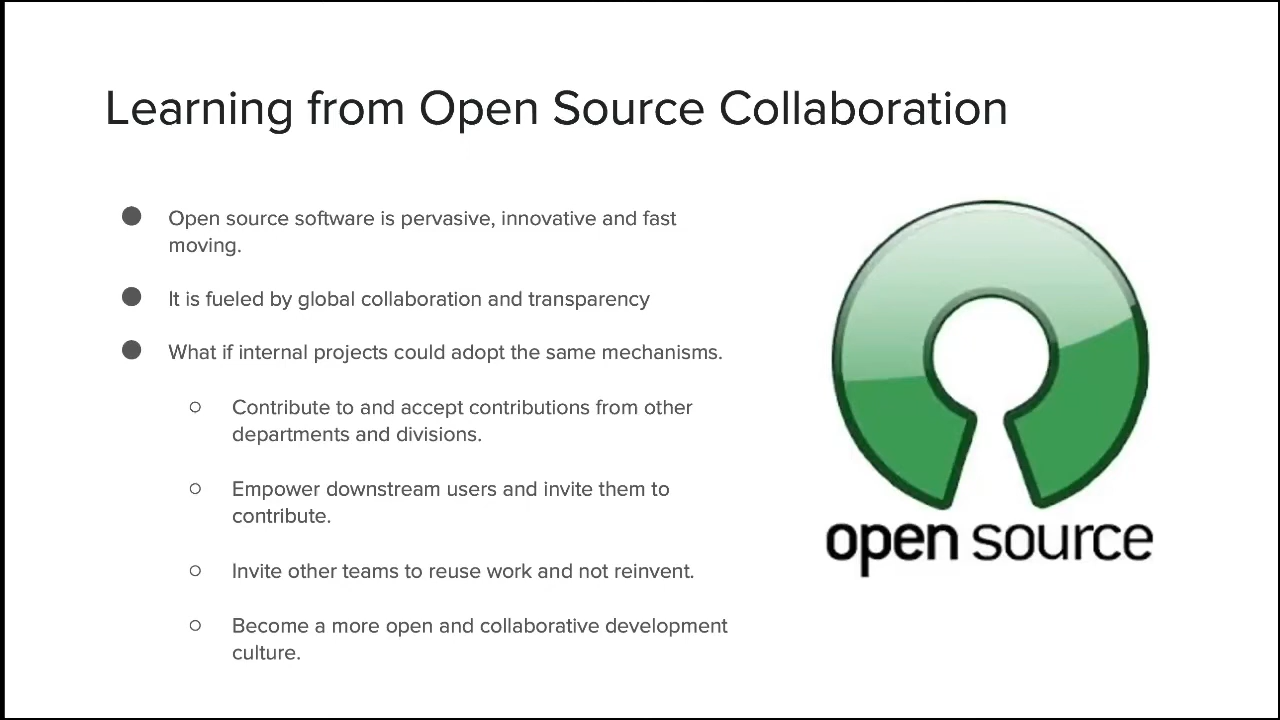 Learning from Open Source Collaboration
Open source software is pervasive, innovative and fast
moving.
It is fueled by global collaboration and transparency
What if internal projects could adopt the same mechanisms.
Contribute to and accept contributions from other
departments and divisions.
Empower downstream users and invite them to
contribute.
Invite other teams to reuse work and not reinvent.
Become a more open and collaborative development
culture.
open source